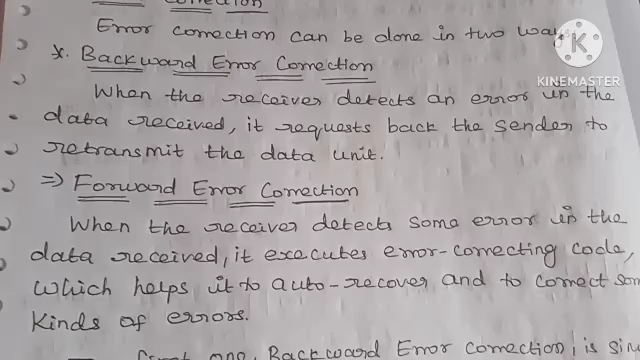 Error correction can be done in two way
*. Backward Error Correction
When the receiver detects an error in the
data received, it requests back the sender to
retransmit the data unit.
=> Forward Error Correction
When the receiver detects some error in the
data received, it executes error-correcting code,
which helps it to auto-recover and to correct som
kinds of errors.
one, Backward Error correction, is sim
K
KINEMASTER